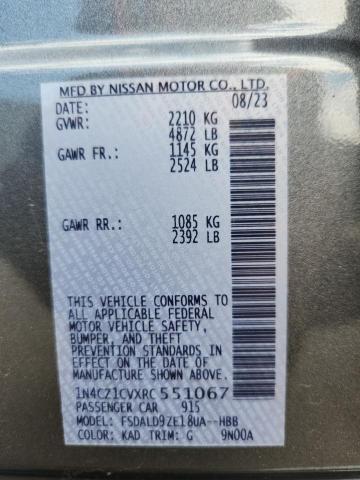 MFD BY NISSAN MOTOR CO., LTD.
DATE: 08/23
GVWR: 2210 KG
4872 LB
GAWR FR.: 1145 KG
2524 LB
GAWR RR.: 1085 KG
2392 LB
THIS VEHICLE CONFORMS TO
ALL APPLICABLE FEDERAL
MOTOR VEHICLE SAFETY,
BUMPER, AND THEFT
PREVENTION STANDARDS IN
EFFECT ON THE DATE OF
MANUFACTURE SHOWN ABOVE.
1N4CZ1CVXRC551067
PASSENGER CAR 915
MODEL: FSDALD9ZE18UA--HBB
COLOR: KAD TRIM: G 9N00A